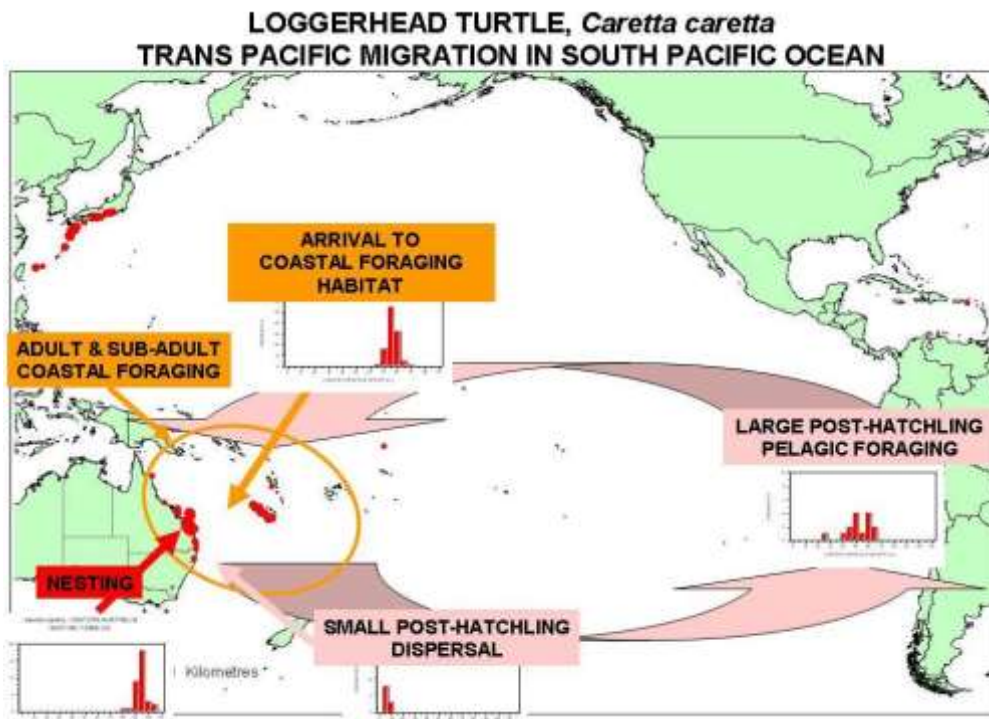 LOGGERHEAD TURTLE, Caretta caretta
TRANS PACIFIC MIGRATION IN SOUTH PACIFIC OCEAN
ARRIVAL TO
COASTAL FORAGING
HABITAT
ADULT & SUB-ADULT
COASTAL FORAGING
LARGE POST-HATCHLING
PELAGIC FORAGING
NESTING
SMALL POST-HATCHLING
DISPERSAL
Kilometres